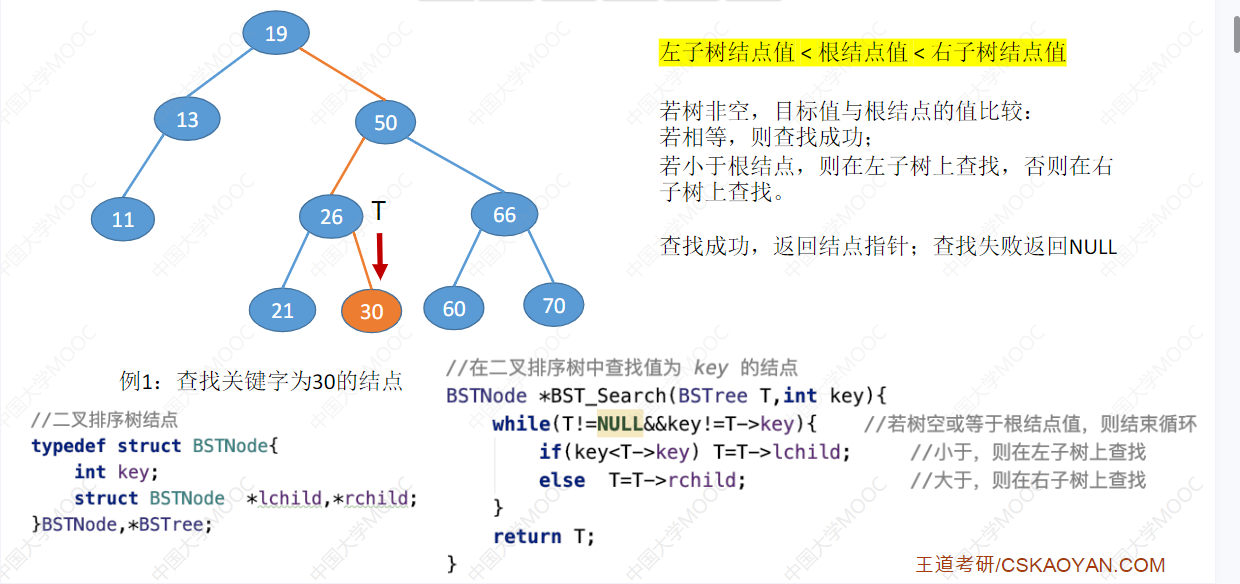 19
左子树结点值 < 根结点值 < 右子树结点值
13
50
若树非空，目标值与根结点的值比较：
若相等，则查找成功；
若小于根结点，则在左子树上查找，否则在右
子树上查找。
11
26
T
66
查找成功，返回结点指针；查找失败返回NULL
21
30
60
70
例1：查找关键字为30的结点
//二叉排序树结点
typedef struct BSTNode{
int key;
struct BSTNode *lchild,*rchild;
}BSTNode,*BSTree;
//在二叉排序树中查找值为 key 的结点
BSTNode *BST_Search(BSTree T,int key){
while(T!=NULL&&key!=T->key){ //若树空或等于根结点值，则结束循环
if(key<T->key) T=T->lchild; //小于，则在左子树上查找
else T=T->rchild; //大于，则在右子树上查找
}
return T;
}
王道考研/CSKAOYAN.COM
中国大学MOOC